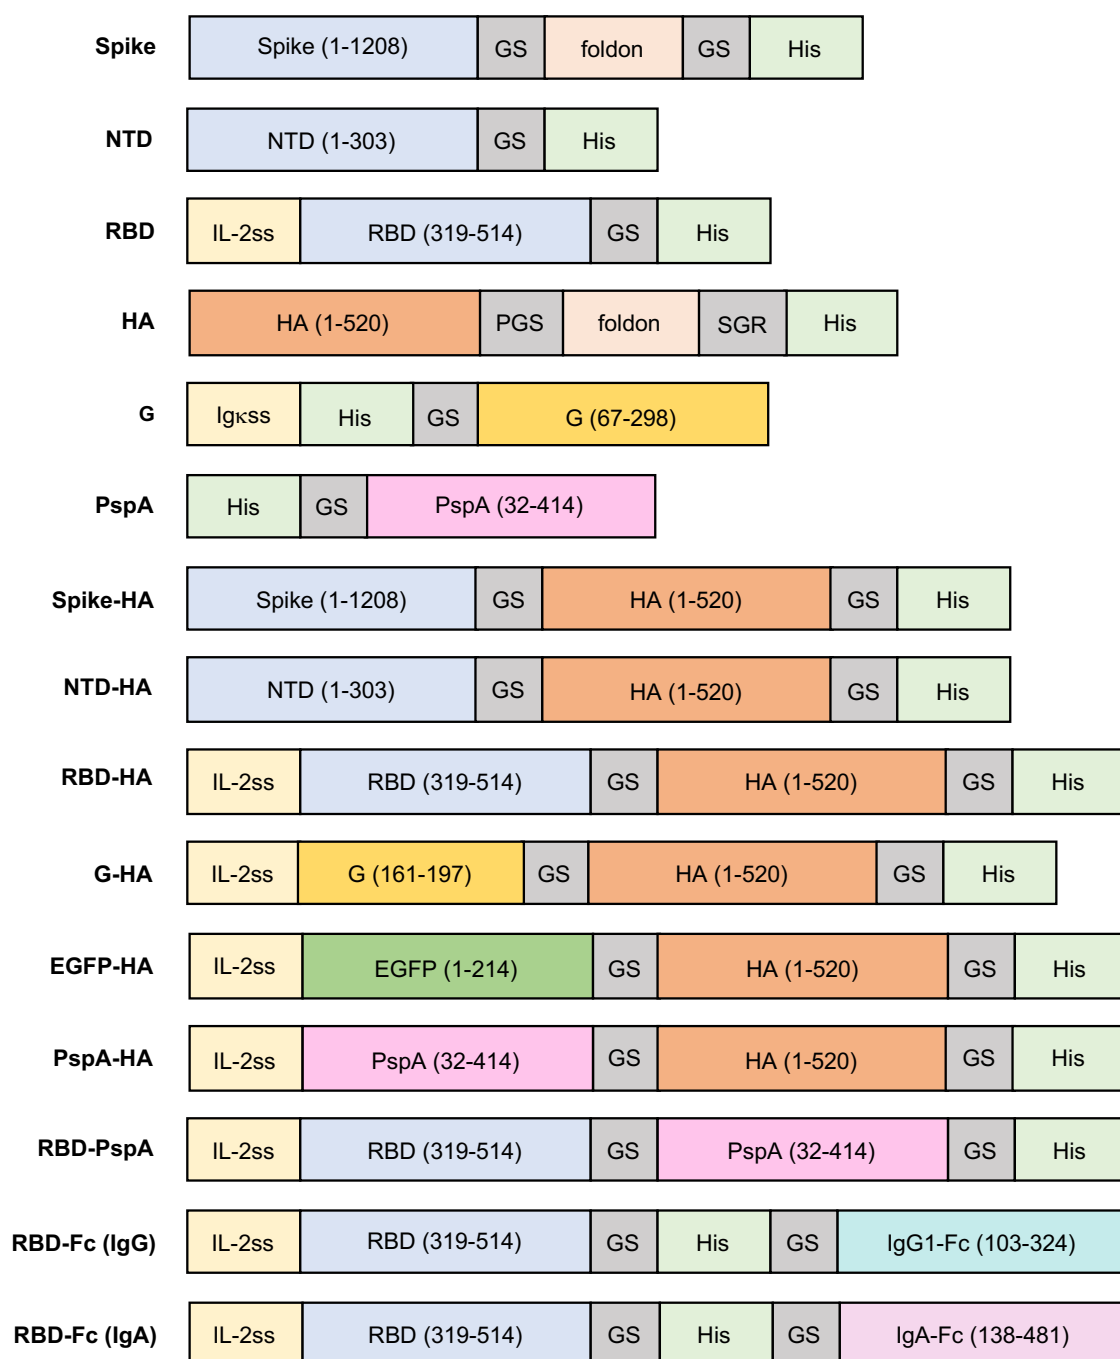 Spike Spike (1-1208) GS foldon GS His
NTD NTD (1-303) GS His
RBD IL-2ss RBD (319-514) GS His
HA HA (1-520) PGS foldon SGR His
G Igκss His GS G (67-298)
PspA His GS PspA (32-414)
Spike-HA Spike (1-1208) GS HA (1-520) GS His
NTD-HA NTD (1-303) GS HA (1-520) GS His
RBD-HA IL-2ss RBD (319-514) GS HA (1-520) GS His
G-HA IL-2ss G (161-197) GS HA (1-520) GS His
EGFP-HA IL-2ss EGFP (1-214) GS HA (1-520) GS His
PspA-HA IL-2ss PspA (32-414) GS HA (1-520) GS His
RBD-PspA IL-2ss RBD (319-514) GS PspA (32-414) GS His
RBD-Fc (IgG) IL-2ss RBD (319-514) GS His GS IgG1-Fc (103-324)
RBD-Fc (IgA) IL-2ss RBD (319-514) GS His GS IgA-Fc (138-481)